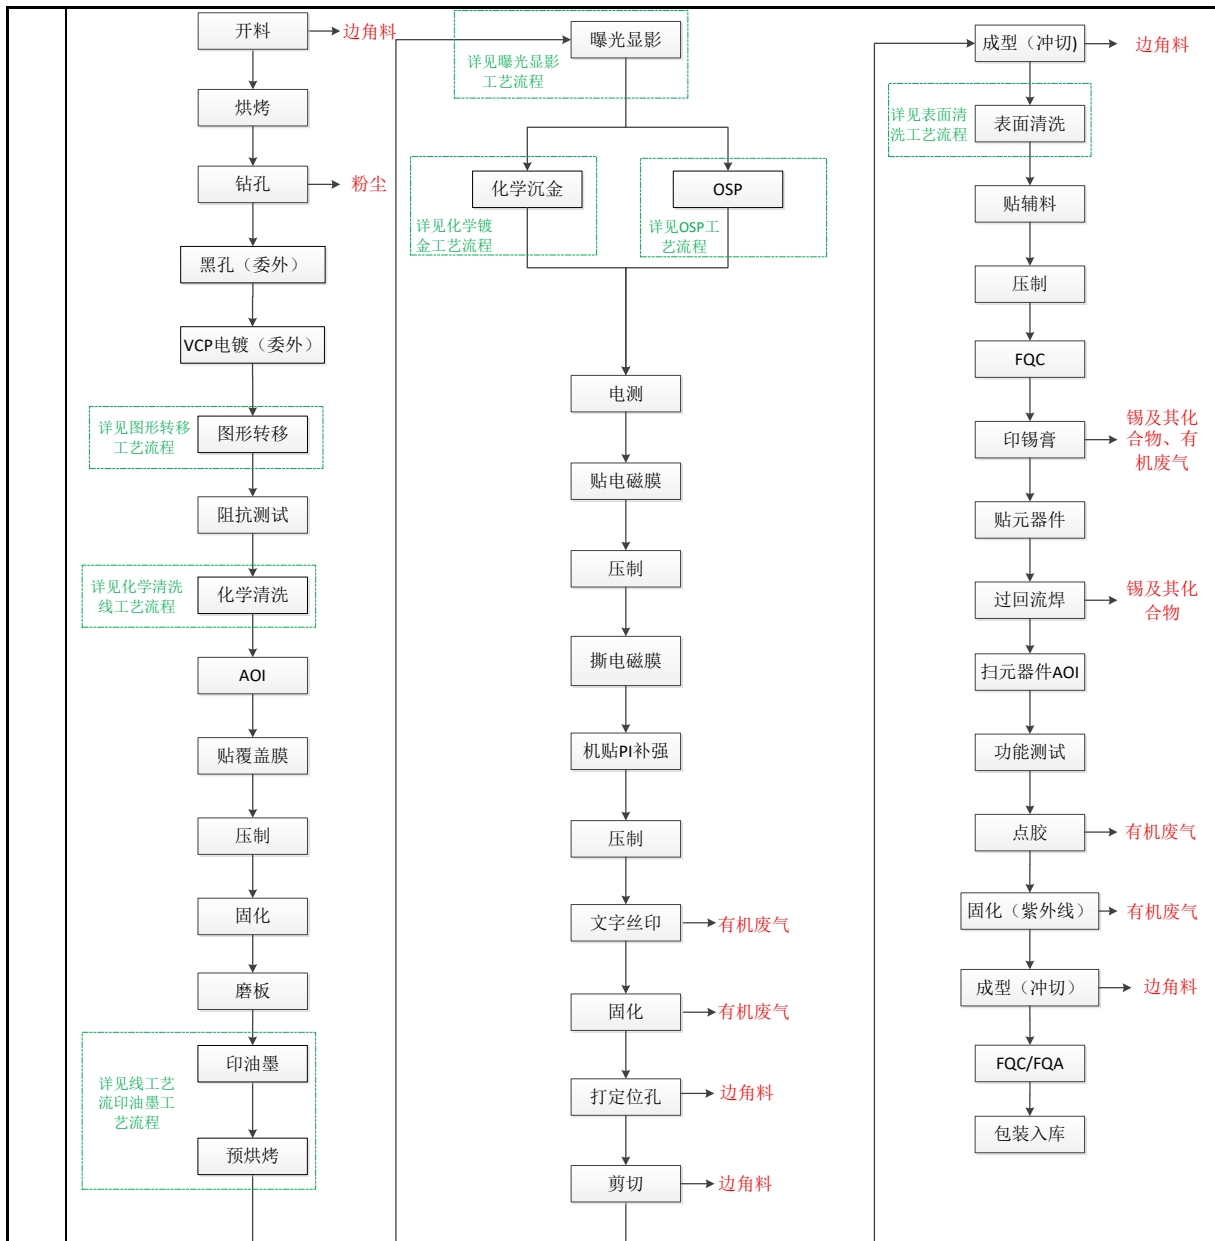 开料
边角料
烘烤
钻孔
粉尘
黑孔（委外）
VCP电镀（委外）
详见图形转移
工艺流程
图形转移
阻抗测试
详见化学清洗
线工艺流程
化学清洗
AOI
贴覆盖膜
压制
固化
磨板
详见线工艺
流印油墨工
艺流程
印油墨
预烘烤
曝光显影
详见曝光显影
工艺流程
化学沉金
详见化学镀
金工艺流程
OSP
详见OSP工
艺流程
电测
贴电磁膜
压制
撕电磁膜
机贴PI补强
压制
文字丝印
有机废气
固化
有机废气
打定位孔
边角料
剪切
边角料
成型（冲切)
边角料
详见表面清
洗工艺流程
表面清洗
贴辅料
压制
FQC
印锡膏
锡及其化
合物、有
机废气
贴元器件
过回流焊
锡及其化
合物
扫元器件AOI
功能测试
点胶
有机废气
固化（紫外线）
有机废气
成型（冲切）
边角料
FQC/FQA
包装入库